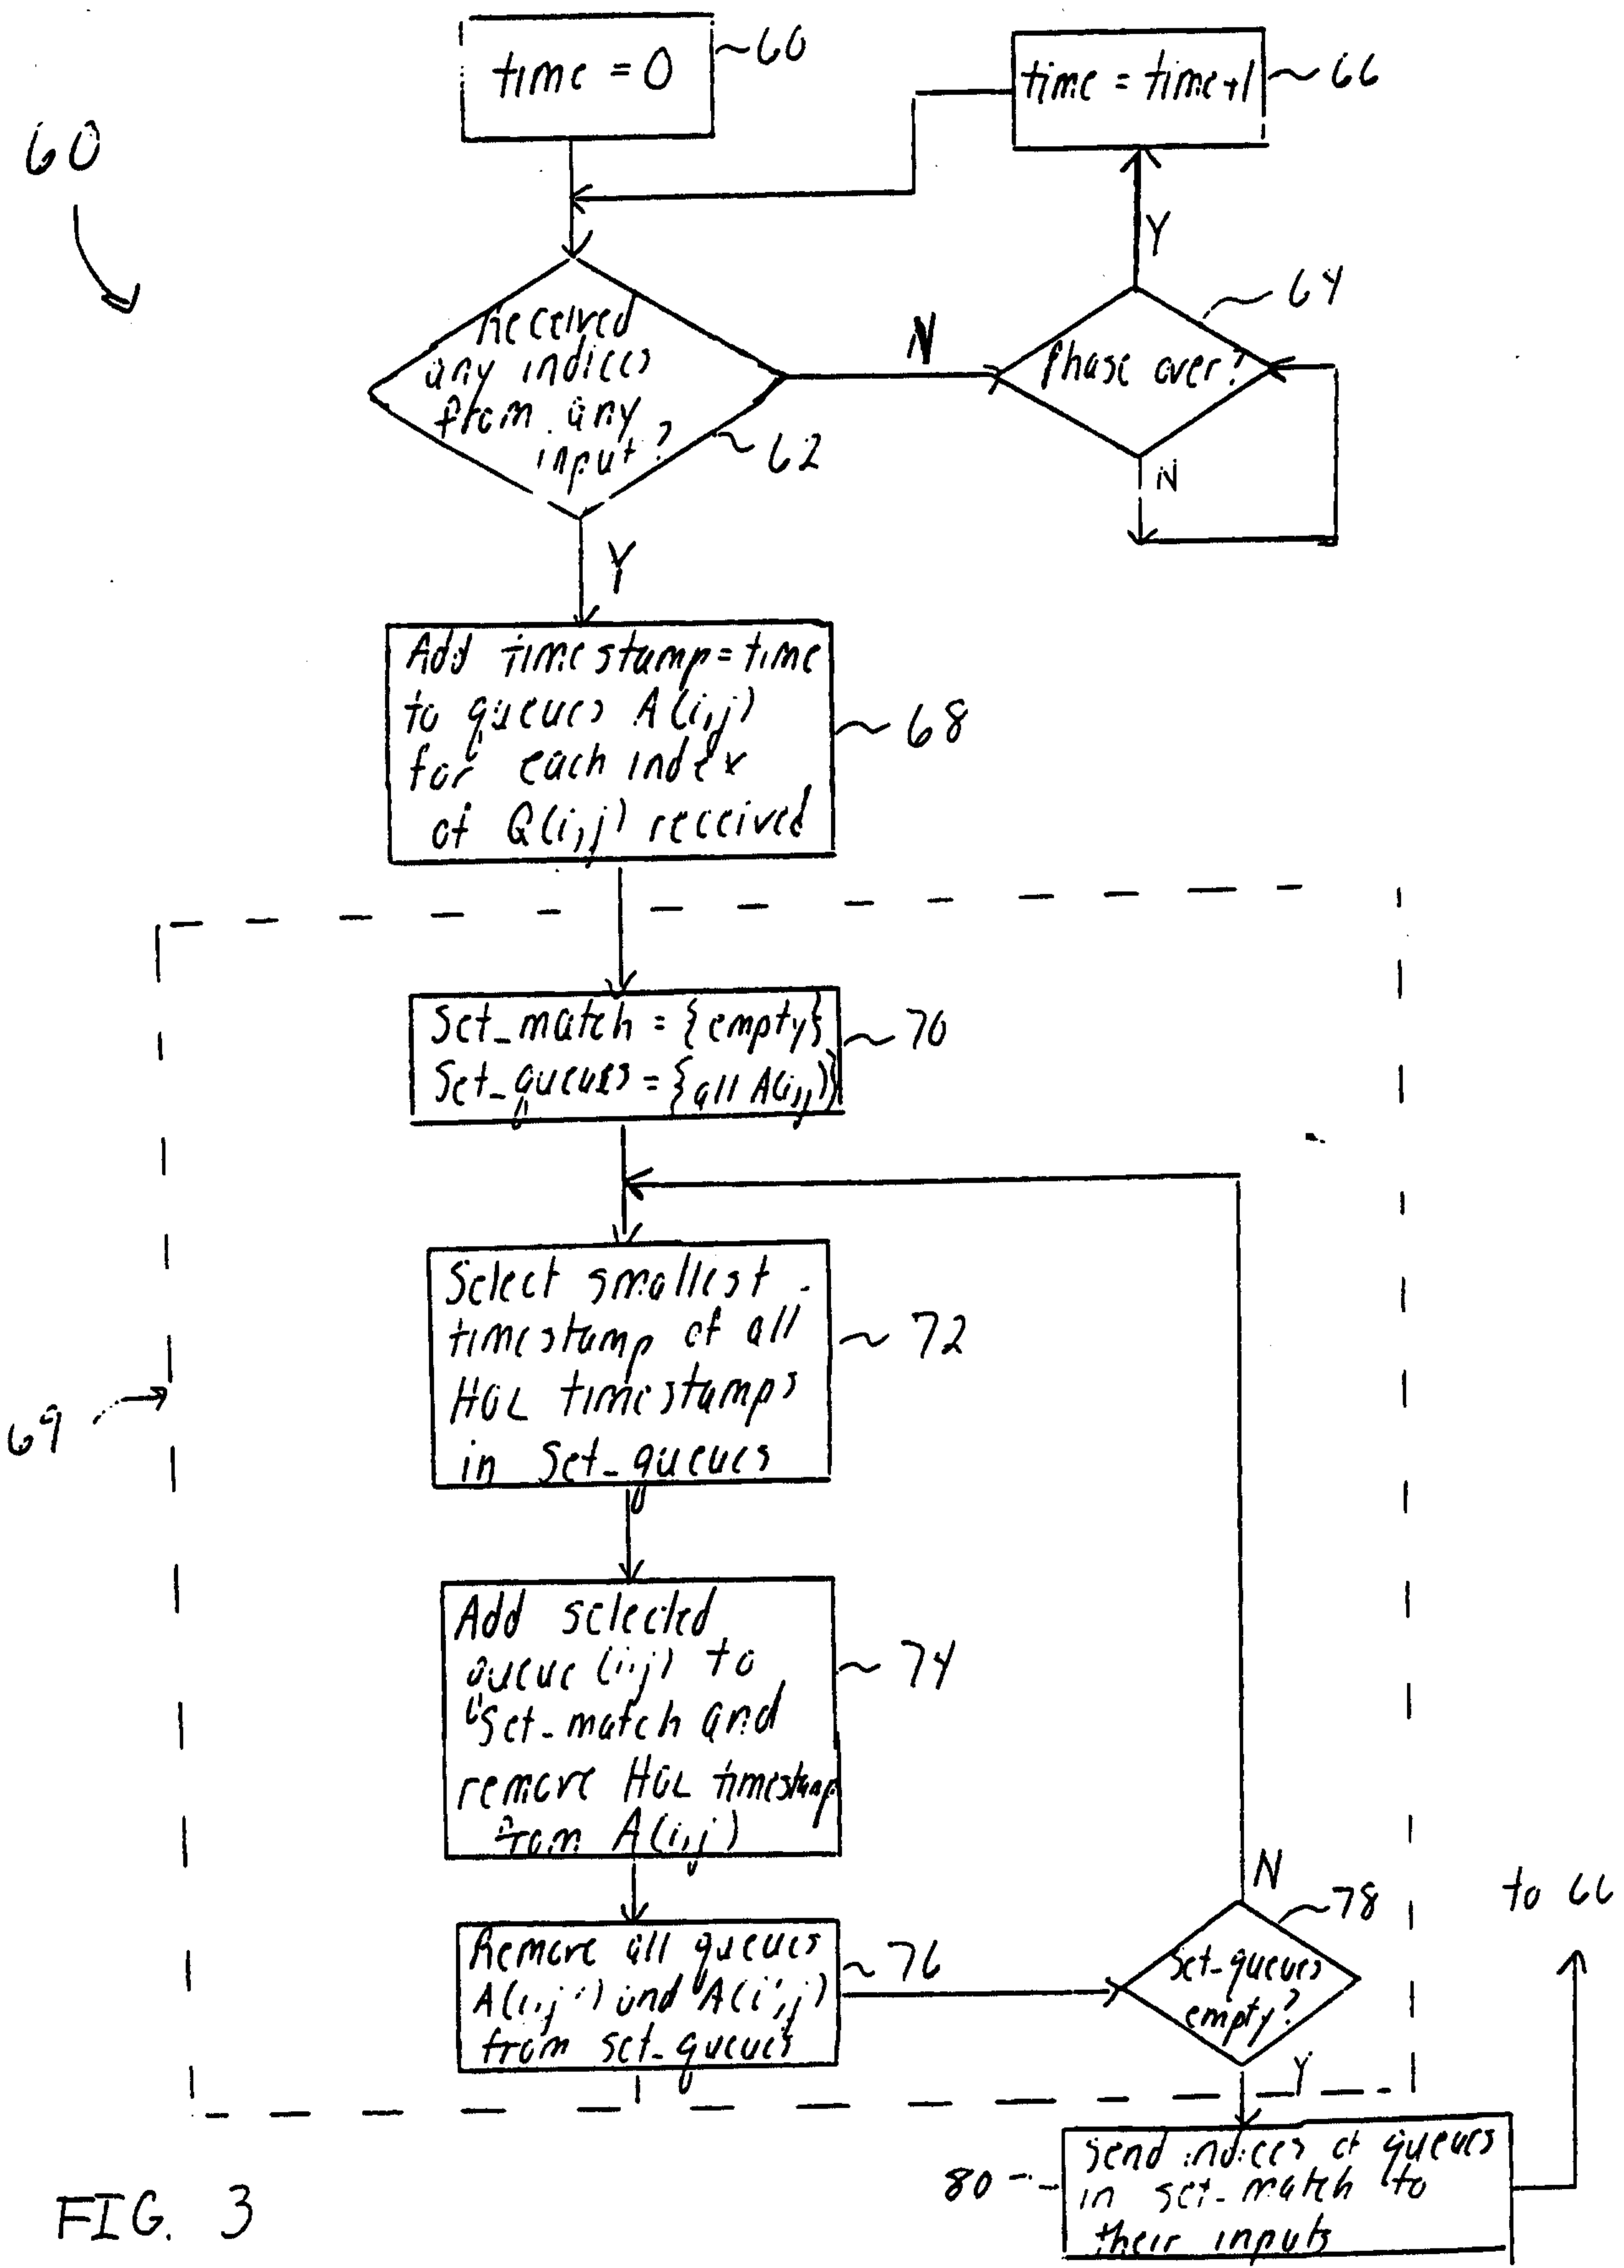 time = 0
60
time = time+1
66
60
Received
any indices
from any
input?
62
N
Phase over?
64
Y
N
Y
Add timestamp = time
to queues A(i,j)
for each index
of Q(i,j) received
68
Set_match = {empty}
Set_queues = {all A(i,j)}
70
Select smallest
timestamp of all
HOL timestamps
in Set_queues
72
69
Add selected
queue (i,j) to
Set_match and
remove HOL timestamp
from A(i,j)
74
Remove all queues
A(i,j') and A(i',j)
from set_queues
76
N
78
Set_queues
empty?
Y
to 66
Send indices of queues
in set_match to
their inputs
80
FIG. 3